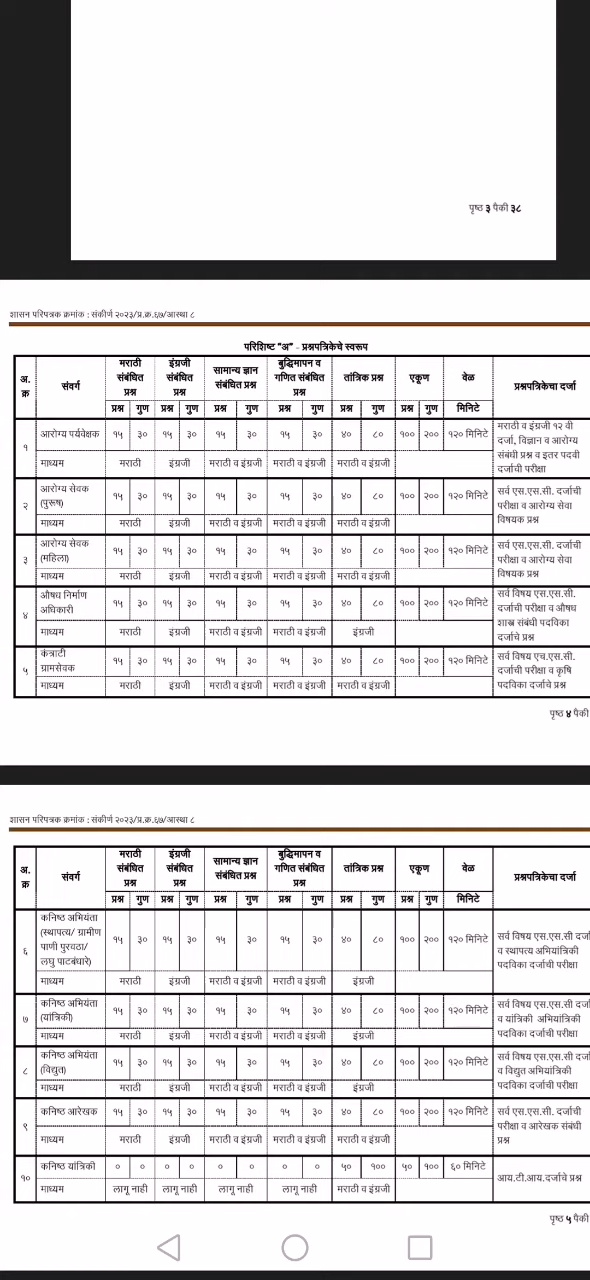 पृष्ठ ३ पैकी ३८
शासन परिपत्रक क्रमांक : संकीर्ण २०२३/प्र.क्र.६७/आस्था ८
परिशिष्ट "अ" - प्रश्नपत्रिकेचे स्वरूप
अ. क्र संवर्ग मराठी संबंधित प्रश्न इंग्रजी संबंधित प्रश्न सामान्य ज्ञान संबंधित प्रश्न बुद्धिमापन व गणित संबंधित प्रश्न तांत्रिक प्रश्न एकूण वेळ प्रश्नपत्रिकेचा दर्जा
प्रश्न गुण प्रश्न गुण प्रश्न गुण प्रश्न गुण प्रश्न गुण प्रश्न गुण मिनिटे
१ आरोग्य पर्यवेक्षक १५ ३० १५ ३० १५ ३० १५ ३० ४० ८० १०० २०० १२० मिनिटे मराठी व इंग्रजी १२ वी दर्जा, विज्ञान व आरोग्य संबंधी प्रश्न व इतर पदवी दर्जाची परीक्षा
माध्यम मराठी इंग्रजी मराठी व इंग्रजी मराठी व इंग्रजी मराठी व इंग्रजी
२ आरोग्य सेवक (पुरूष) १५ ३० १५ ३० १५ ३० १५ ३० ४० ८० १०० २०० १२० मिनिटे सर्व एस.एस.सी. दर्जाची परीक्षा व आरोग्य सेवा विषयक प्रश्न
माध्यम मराठी इंग्रजी मराठी व इंग्रजी मराठी व इंग्रजी मराठी व इंग्रजी
३ आरोग्य सेवक (महिला) १५ ३० १५ ३० १५ ३० १५ ३० ४० ८० १०० २०० १२० मिनिटे सर्व एस.एस.सी. दर्जाची परीक्षा व आरोग्य सेवा विषयक प्रश्न
माध्यम मराठी इंग्रजी मराठी व इंग्रजी मराठी व इंग्रजी मराठी व इंग्रजी
४ औषध निर्माण अधिकारी १५ ३० १५ ३० १५ ३० १५ ३० ४० ८० १०० २०० १२० मिनिटे सर्व विषय एस.एस.सी. दर्जाची परीक्षा व औषध शास्त्र संबंधी पदविका दर्जाचे प्रश्न
माध्यम मराठी इंग्रजी मराठी व इंग्रजी मराठी व इंग्रजी इंग्रजी
५ कंत्राटी ग्रामसेवक १५ ३० १५ ३० १५ ३० १५ ३० ४० ८० १०० २०० १२० मिनिटे सर्व विषय एच.एस.सी. दर्जाची परीक्षा व कृषि पदविका दर्जाचे प्रश्न
माध्यम मराठी इंग्रजी मराठी व इंग्रजी मराठी व इंग्रजी मराठी व इंग्रजी
पृष्ठ ४ पैकी
शासन परिपत्रक क्रमांक : संकीर्ण २०२३/प्र.क्र.६७/आस्था ८
अ. क्र संवर्ग मराठी संबंधित प्रश्न इंग्रजी संबंधित प्रश्न सामान्य ज्ञान संबंधित प्रश्न बुद्धिमापन व गणित संबंधित प्रश्न तांत्रिक प्रश्न एकूण वेळ प्रश्नपत्रिकेचा दर्जा
प्रश्न गुण प्रश्न गुण प्रश्न गुण प्रश्न गुण प्रश्न गुण प्रश्न गुण मिनिटे
६ कनिष्ठ अभियंता (स्थापत्य/ ग्रामीण पाणी पुरवठा/ लघु पाटबंधारे) १५ ३० १५ ३० १५ ३० १५ ३० ४० ८० १०० २०० १२० मिनिटे सर्व विषय एस.एस.सी व स्थापत्य अभियांत्रिकी पदविका दर्जाची परीक्षा
माध्यम मराठी इंग्रजी मराठी व इंग्रजी मराठी व इंग्रजी इंग्रजी
७ कनिष्ठ अभियंता (यांत्रिकी) १५ ३० १५ ३० १५ ३० १५ ३० ४० ८० १०० २०० १२० मिनिटे सर्व विषय एस.एस.सी व यांत्रिकी अभियांत्रिकी पदविका दर्जाची परीक्षा
माध्यम मराठी इंग्रजी मराठी व इंग्रजी मराठी व इंग्रजी इंग्रजी
८ कनिष्ठ अभियंता (विद्युत) १५ ३० १५ ३० १५ ३० १५ ३० ४० ८० १०० २०० १२० मिनिटे सर्व विषय एस.एस.सी व विद्युत अभियांत्रिकी पदविका दर्जाची परीक्षा
माध्यम मराठी इंग्रजी मराठी व इंग्रजी मराठी व इंग्रजी इंग्रजी
९ कनिष्ठ आरेखक १५ ३० १५ ३० १५ ३० १५ ३० ४० ८० १०० २०० १२० मिनिटे सर्व एस.एस.सी. दर्जाची परीक्षा व आरेखक संबंधी प्रश्न
माध्यम मराठी इंग्रजी मराठी व इंग्रजी मराठी व इंग्रजी मराठी व इंग्रजी
१० कनिष्ठ यांत्रिकी ० ० ० ० ० ० ० ० ५० १०० ५० १०० ६० मिनिटे आय.टी.आय.दर्जाचे प्रश्न
माध्यम लागू नाही लागू नाही लागू नाही लागू नाही मराठी व इंग्रजी
पृष्ठ ५ पैकी